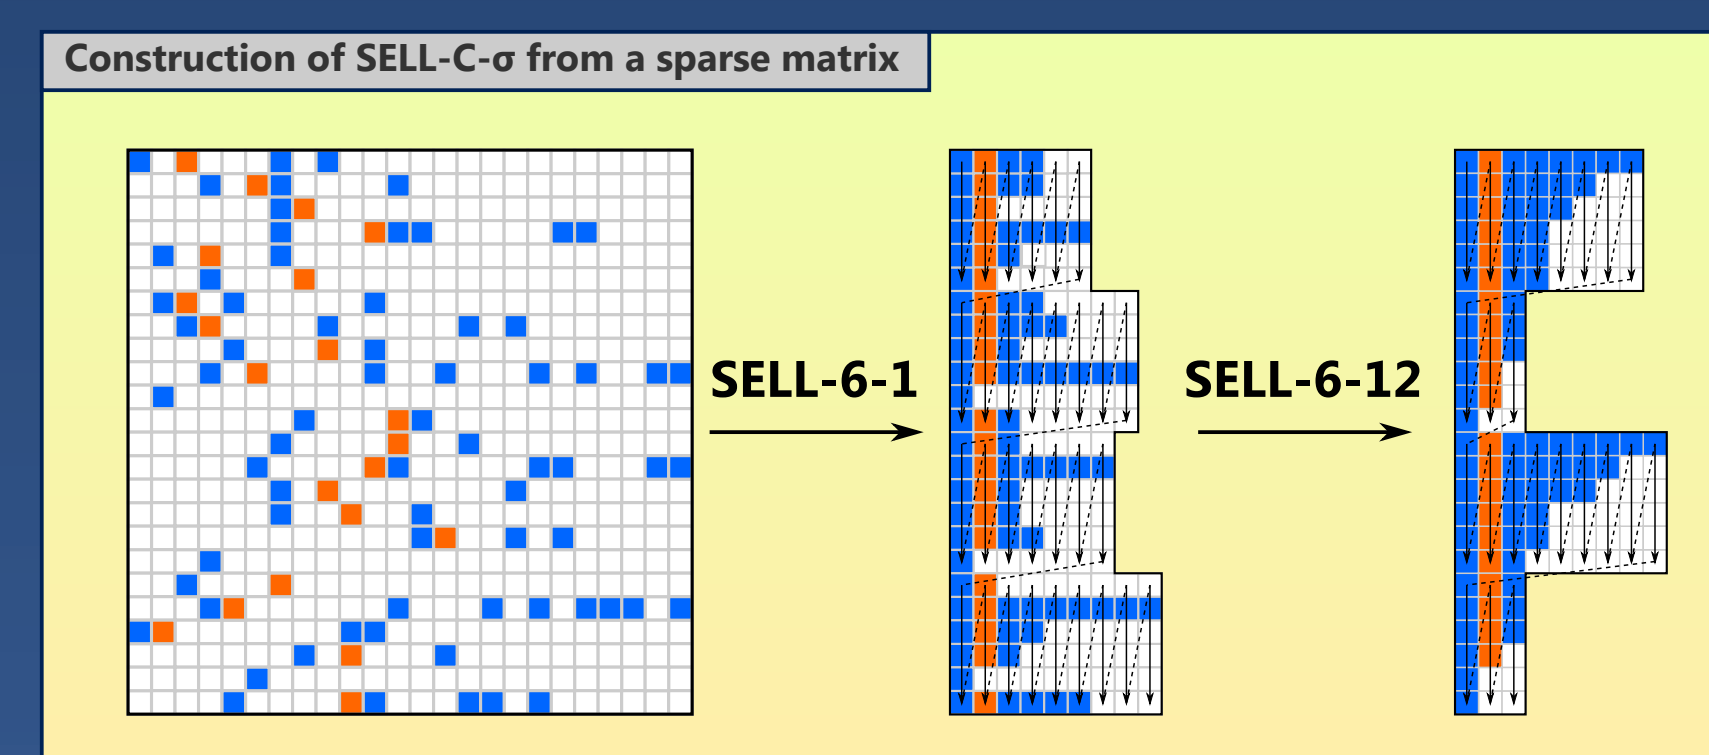 Construction of SELL-C-σ from a sparse matrix
SELL-6-1
SELL-6-12